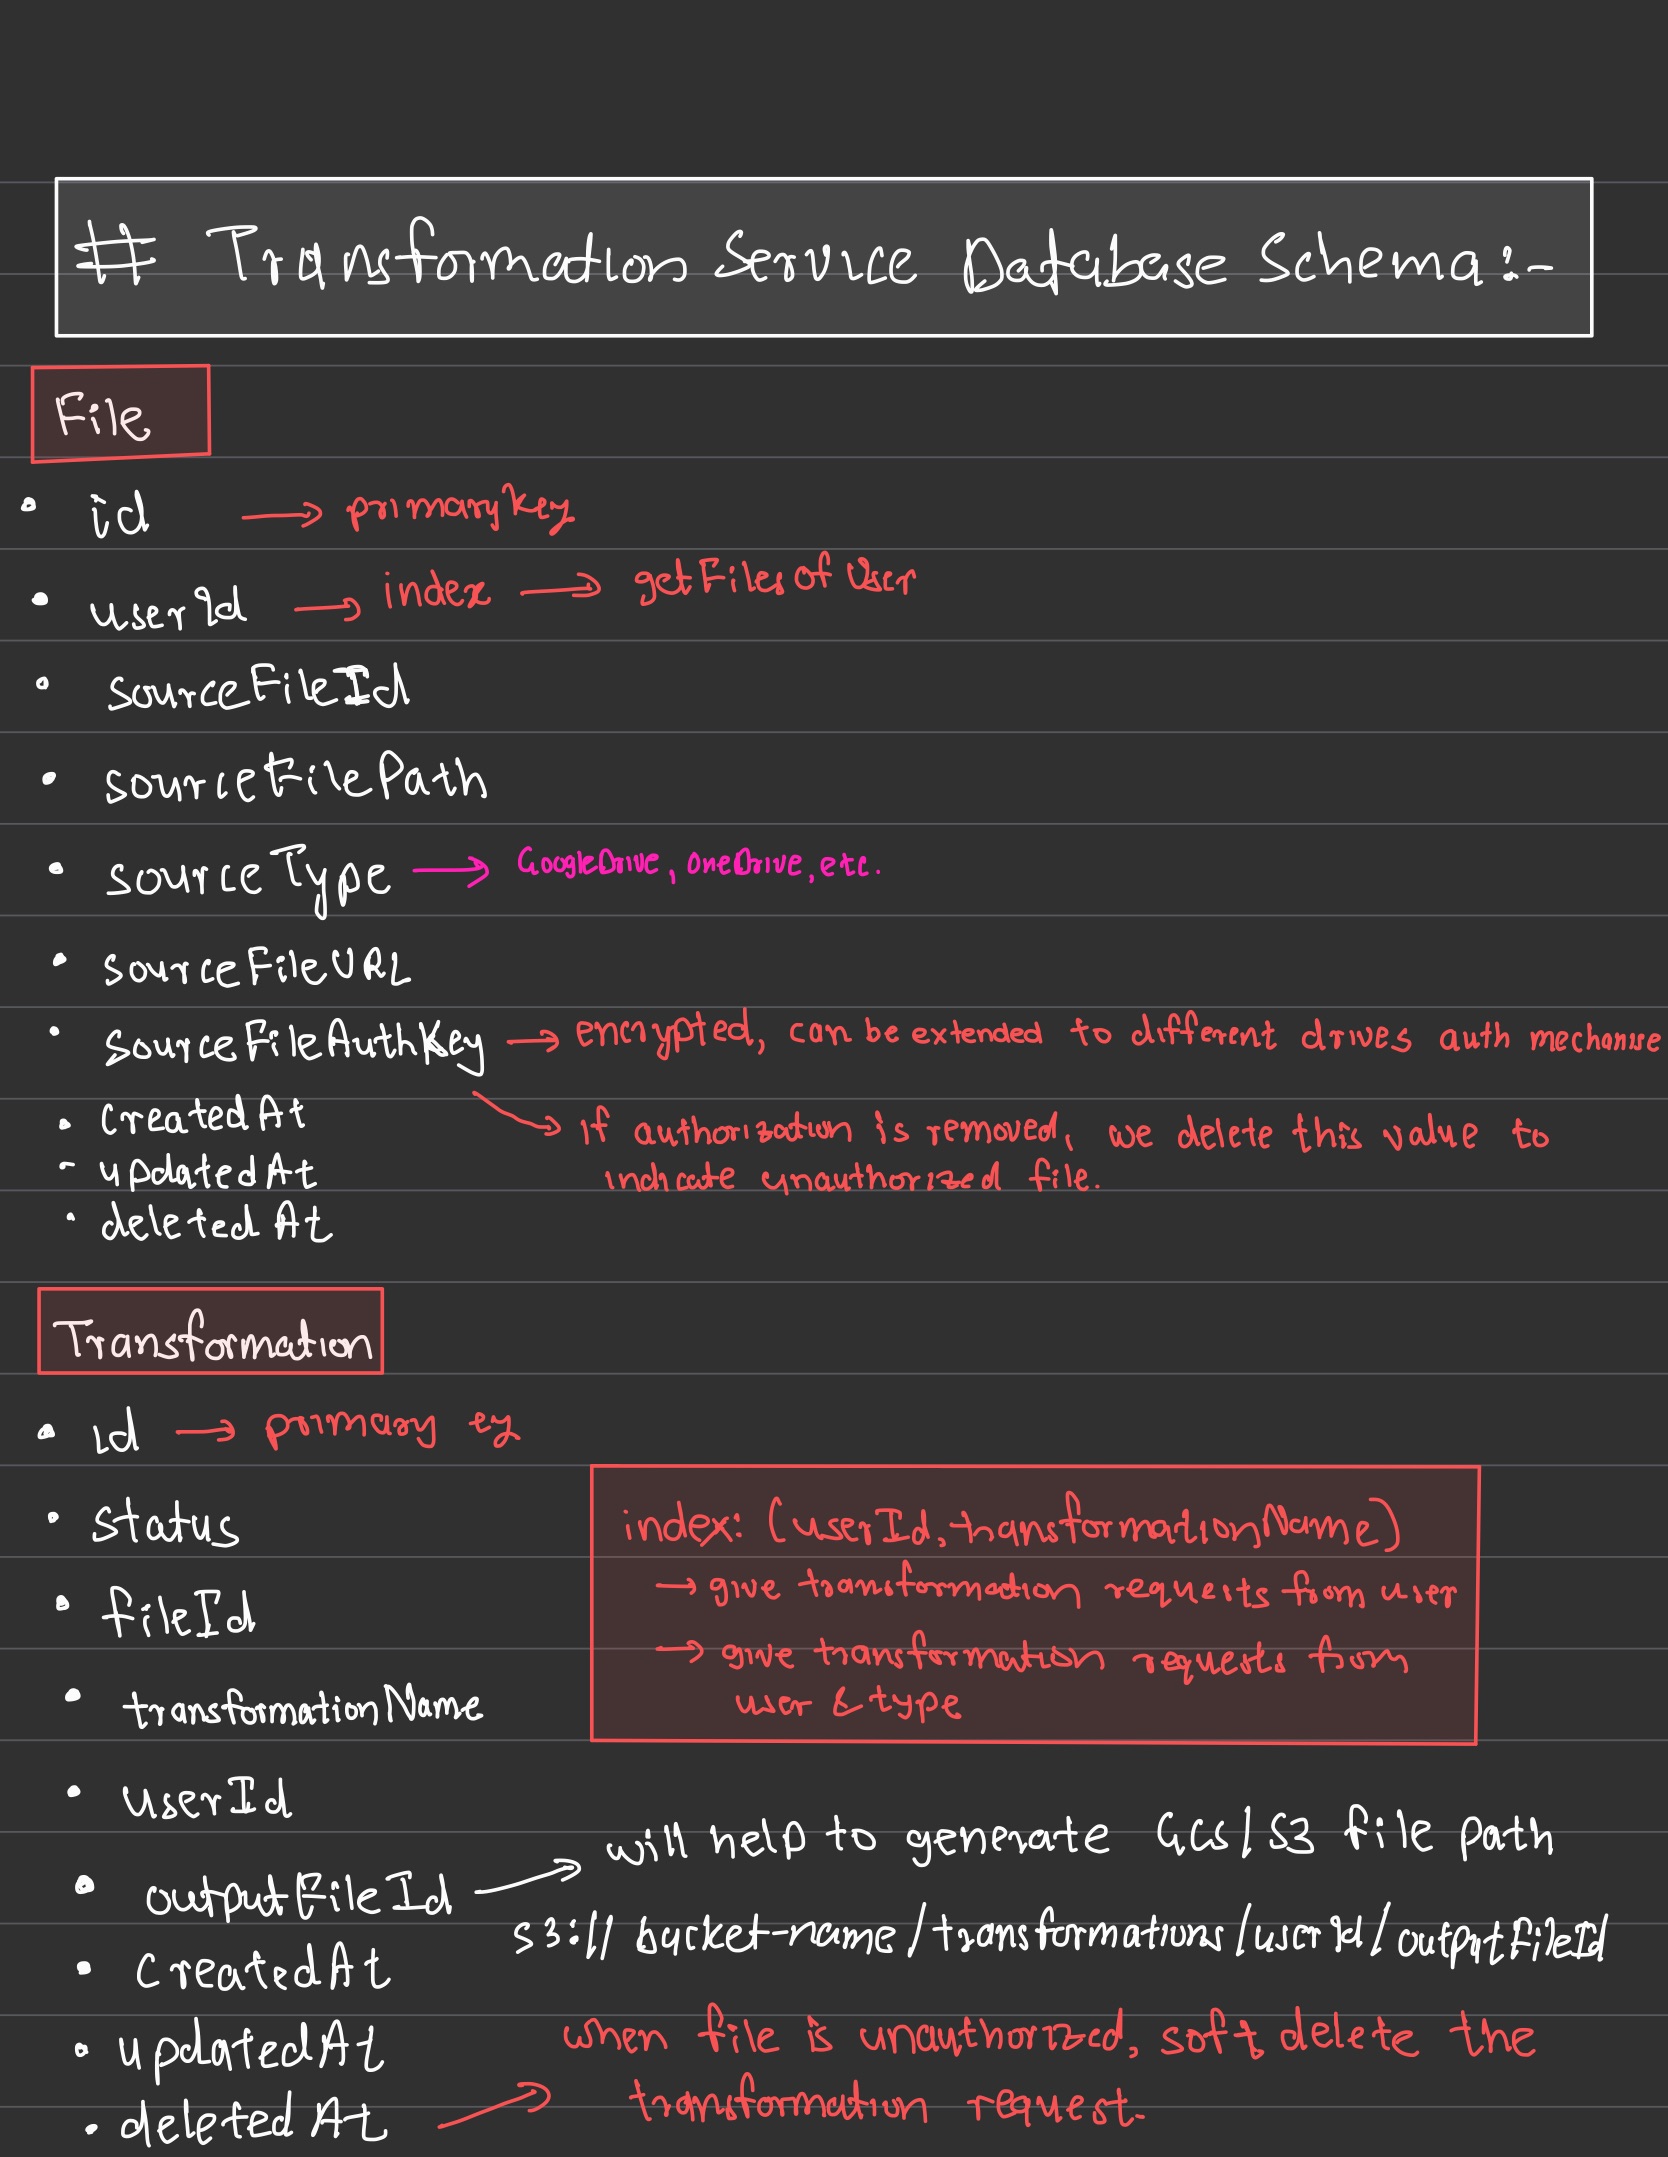 # Transformation Service Database Schema:-
File
• id → primary key
• userId → index → getFilesOfUser
• sourceFileId
• sourceFilePath
• sourceType → GoogleDrive, OneDrive, etc.
• sourceFileURL
• sourceFileAuthKey → encrypted, can be extended to different drives auth mechanise
→ if authorization is removed, we delete this value to
indicate unauthorized file.
• createdAt
- updatedAt
• deletedAt
Transformation
• id → primary ey
• status
• fileId
• transformationName
• userId
index: (userId, transformationName)
→ give transformation requests from user
→ give transformation requests from
user & type
• outputFileId → will help to generate GCS/S3 file path
s3://bucket-name/transformations/userId/outputFileId
• createdAt
• updatedAt
• deletedAt → when file is unauthorized, soft delete the
transformation request.